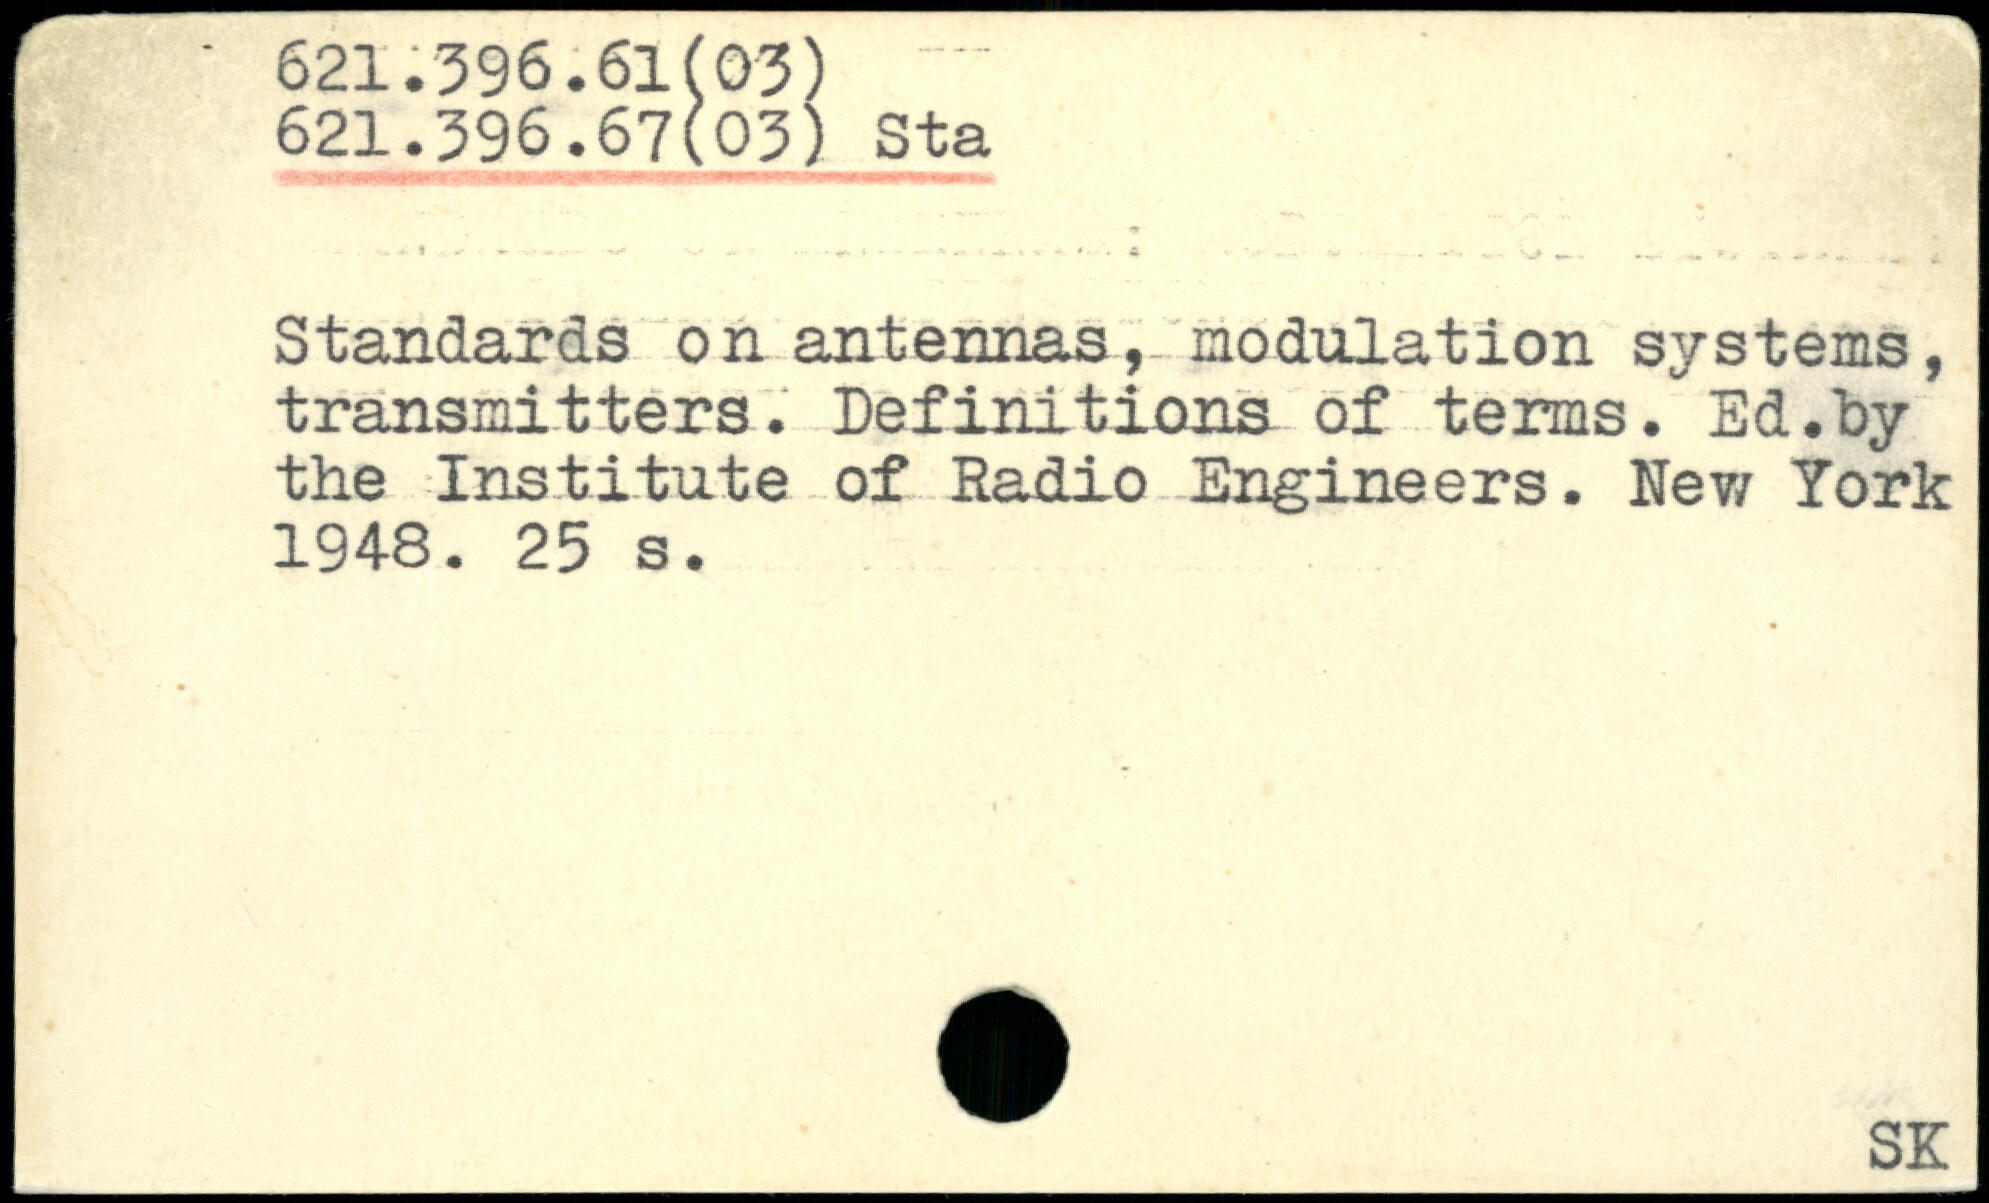 621.396.61(03)
621.396.67(03) Sta
Standards on antennas, modulation systems,
transmitters. Definitions of terms. Ed.by
the Institute of Radio Engineers. New York
1948. 25 s.
SK